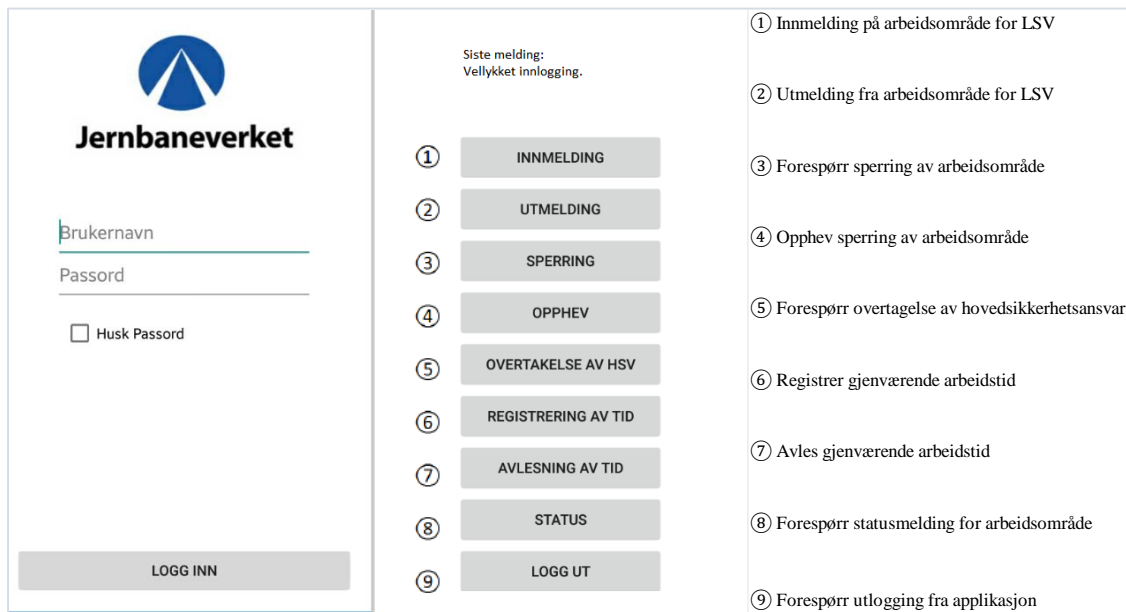 Jernbaneverket
Brukernavn
Passord
Husk Passord
LOGG INN
Siste melding:
Vellykket innlogging.
① INNMELDING
② UTMELDING
③ SPERRING
④ OPPHEV
⑤ OVERTAKELSE AV HSV
⑥ REGISTRERING AV TID
⑦ AVLESNING AV TID
⑧ STATUS
⑨ LOGG UT
① Innmelding på arbeidsområde for LSV
② Utmelding fra arbeidsområde for LSV
③ Forespørr sperring av arbeidsområde
④ Opphev sperring av arbeidsområde
⑤ Forespørr overtagelse av hovedsikkerhetsansvar
⑥ Registrer gjenværende arbeidstid
⑦ Avles gjenværende arbeidstid
⑧ Forespørr statusmelding for arbeidsområde
⑨ Forespørr utlogging fra applikasjon